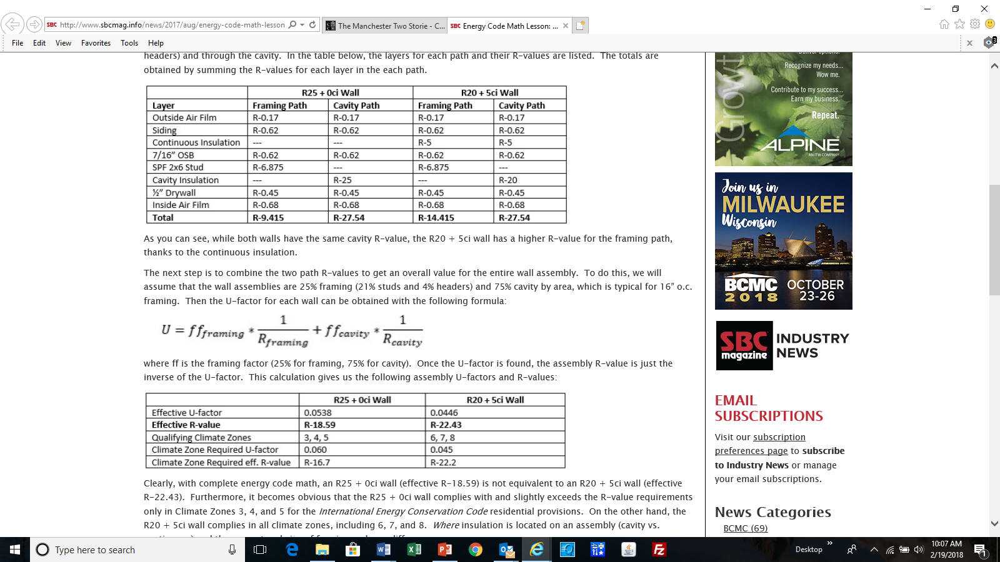 http://www.sbcmag.info/news/2017/aug/energy-code-math-lesson
The Manchester Two Storie - C...
SBC Energy Code Math Lesson: ...
File Edit View Favorites Tools Help
headers) and through the cavity. In the table below, the layers for each path and their R-values are listed. The totals are
obtained by summing the R-values for each layer in the each path.
R25 + 0ci Wall R20 + 5ci Wall
Layer Framing Path Cavity Path Framing Path Cavity Path
Outside Air Film R-0.17 R-0.17 R-0.17 R-0.17
Siding R-0.62 R-0.62 R-0.62 R-0.62
Continuous Insulation --- --- R-5 R-5
7/16" OSB R-0.62 R-0.62 R-0.62 R-0.62
SPF 2x6 Stud R-6.875 --- R-6.875 ---
Cavity Insulation --- R-25 --- R-20
½" Drywall R-0.45 R-0.45 R-0.45 R-0.45
Inside Air Film R-0.68 R-0.68 R-0.68 R-0.68
Total R-9.415 R-27.54 R-14.415 R-27.54
As you can see, while both walls have the same cavity R-value, the R20 + 5ci wall has a higher R-value for the framing path,
thanks to the continuous insulation.
The next step is to combine the two path R-values to get an overall value for the entire wall assembly. To do this, we will
assume that the wall assemblies are 25% framing (21% studs and 4% headers) and 75% cavity by area, which is typical for 16" o.c.
framing. Then the U-factor for each wall can be obtained with the following formula:
U = ff framing * 1 / R framing + ff cavity * 1 / R cavity
where ff is the framing factor (25% for framing, 75% for cavity). Once the U-factor is found, the assembly R-value is just the
inverse of the U-factor. This calculation gives us the following assembly U-factors and R-values:
R25 + 0ci Wall R20 + 5ci Wall
Effective U-factor 0.0538 0.0446
Effective R-value R-18.59 R-22.43
Qualifying Climate Zones 3, 4, 5 6, 7, 8
Climate Zone Required U-factor 0.060 0.045
Climate Zone Required eff. R-value R-16.7 R-22.2
Clearly, with complete energy code math, an R25 + 0ci wall (effective R-18.59) is not equivalent to an R20 + 5ci wall (effective
R-22.43). Furthermore, it becomes obvious that the R25 + 0ci wall complies with and slightly exceeds the R-value requirements
only in Climate Zones 3, 4, and 5 for the International Energy Conservation Code residential provisions. On the other hand, the
R20 + 5ci wall complies in all climate zones, including 6, 7, and 8. Where insulation is located on an assembly (cavity vs.
Growt
Recognize my needs...
Wow me.
Contribute to my success...
Earn my business.
Repeat.
ALPINE
AN ITW COMPANY
Join us in
MILWAUKEE
Wisconsin
BCMC OCTOBER
2018 23-26
SBC INDUSTRY
magazine NEWS
EMAIL
SUBSCRIPTIONS
Visit our subscription
preferences page to subscribe
to Industry News or manage
your email subscriptions.
News Categories
BCMC (69)
Type here to search
Desktop
10:07 AM
2/19/2018
1